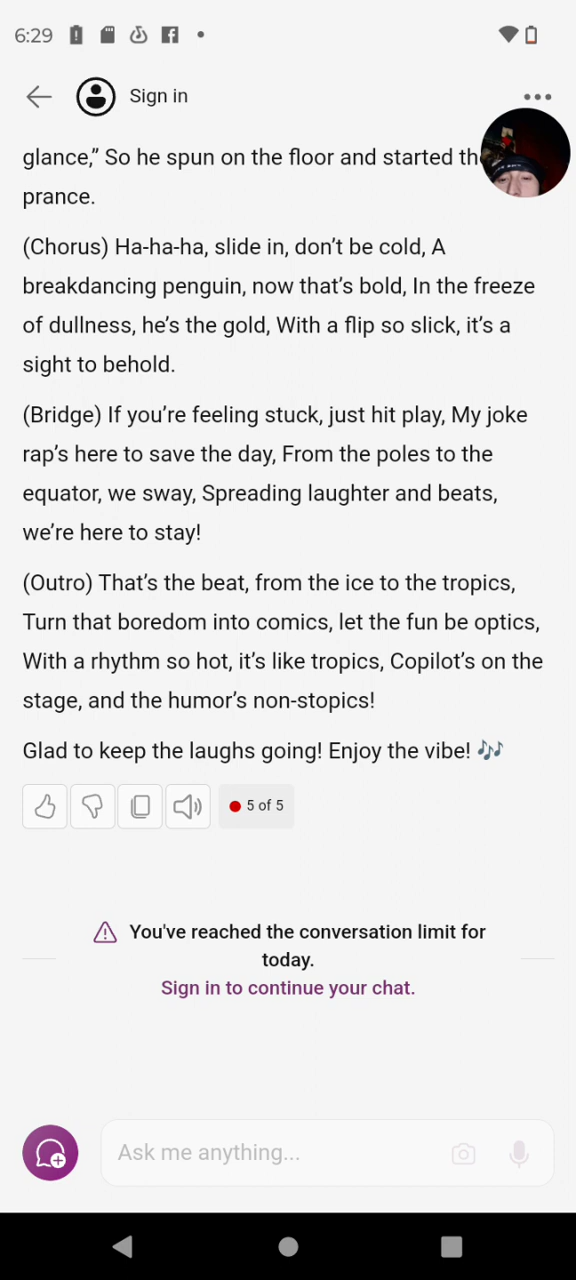 6:29
Sign in
glance,” So he spun on the floor and started th
prance.
(Chorus) Ha-ha-ha, slide in, don’t be cold, A
breakdancing penguin, now that’s bold, In the freeze
of dullness, he’s the gold, With a flip so slick, it’s a
sight to behold.
(Bridge) If you’re feeling stuck, just hit play, My joke
rap’s here to save the day, From the poles to the
equator, we sway, Spreading laughter and beats,
we’re here to stay!
(Outro) That’s the beat, from the ice to the tropics,
Turn that boredom into comics, let the fun be optics,
With a rhythm so hot, it’s like tropics, Copilot’s on the
stage, and the humor’s non-stopics!
Glad to keep the laughs going! Enjoy the vibe! 🎶
5 of 5
You've reached the conversation limit for
today.
Sign in to continue your chat.
Ask me anything...